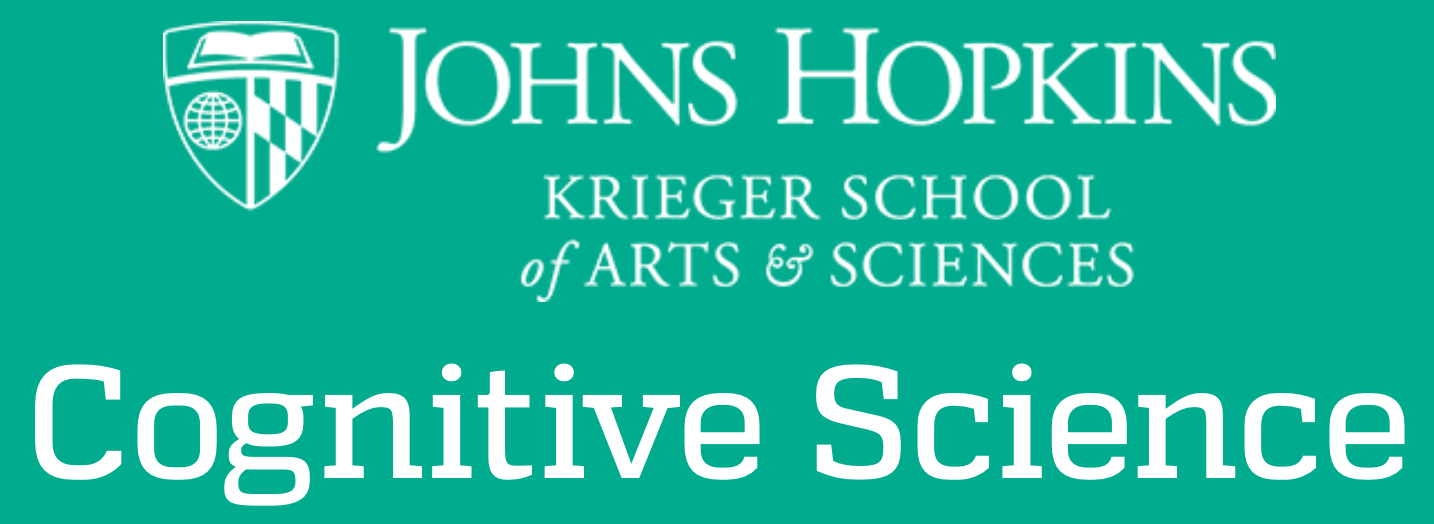 JOHNS HOPKINS
KRIEGER SCHOOL
of ARTS & SCIENCES
Cognitive Science